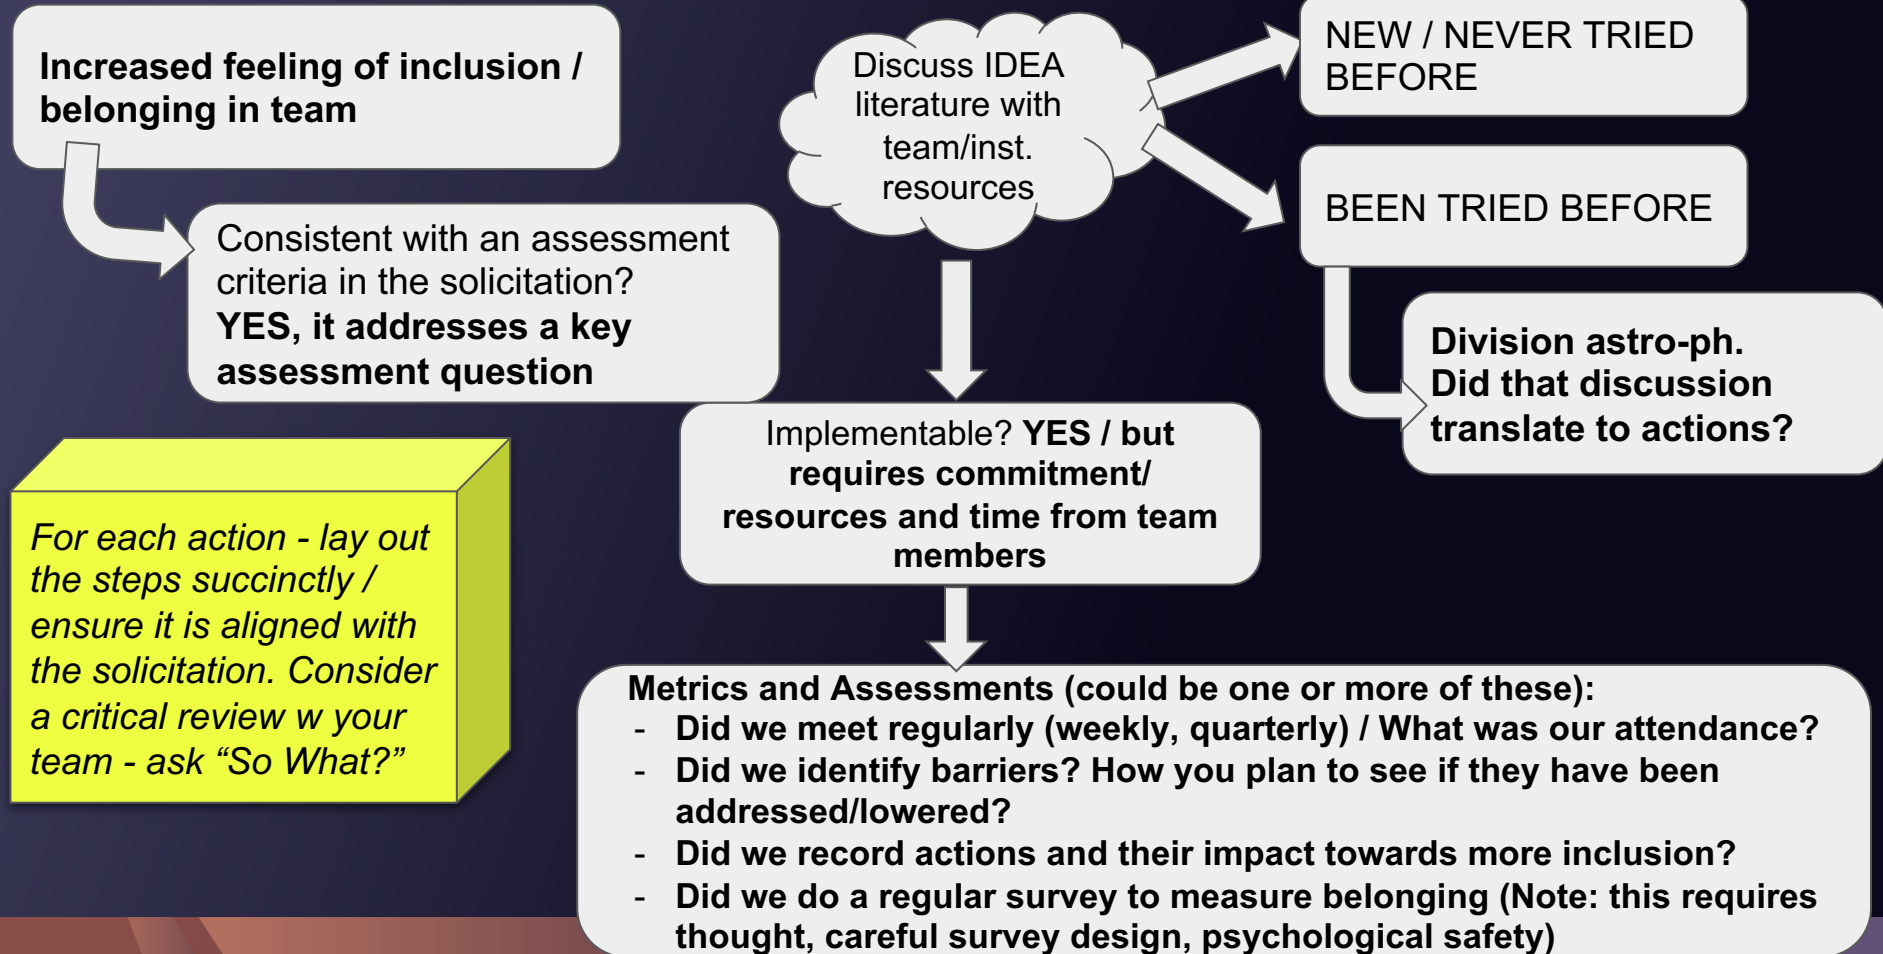 Increased feeling of inclusion /
belonging in team
Consistent with an assessment
criteria in the solicitation?
YES, it addresses a key
assessment question
Discuss IDEA
literature with
team/inst.
resources
NEW / NEVER TRIED
BEFORE
BEEN TRIED BEFORE
Division astro-ph.
Did that discussion
translate to actions?
Implementable? YES / but
requires commitment/
resources and time from team
members
For each action - lay out
the steps succinctly /
ensure it is aligned with
the solicitation. Consider
a critical review w your
team - ask “So What?”
Metrics and Assessments (could be one or more of these):
- Did we meet regularly (weekly, quarterly) / What was our attendance?
- Did we identify barriers? How you plan to see if they have been
addressed/lowered?
- Did we record actions and their impact towards more inclusion?
- Did we do a regular survey to measure belonging (Note: this requires
thought, careful survey design, psychological safety)